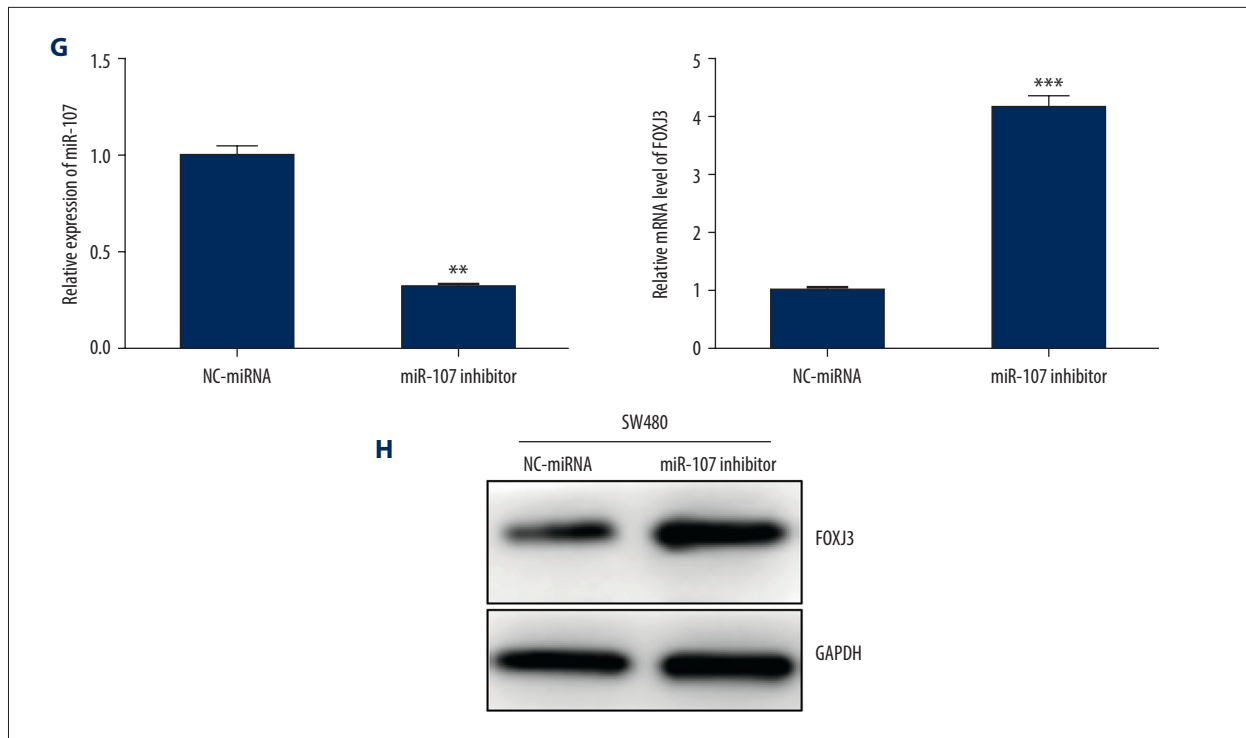 G
Relative expression of miR-107
1.5
1.0
0.5
0.0
**
NC-miRNA
miR-107 inhibitor
Relative mRNA level of FOXJ3
5
4
3
2
1
0
***
NC-miRNA
miR-107 inhibitor
H
SW480
NC-miRNA
miR-107 inhibitor
FOXJ3
GAPDH